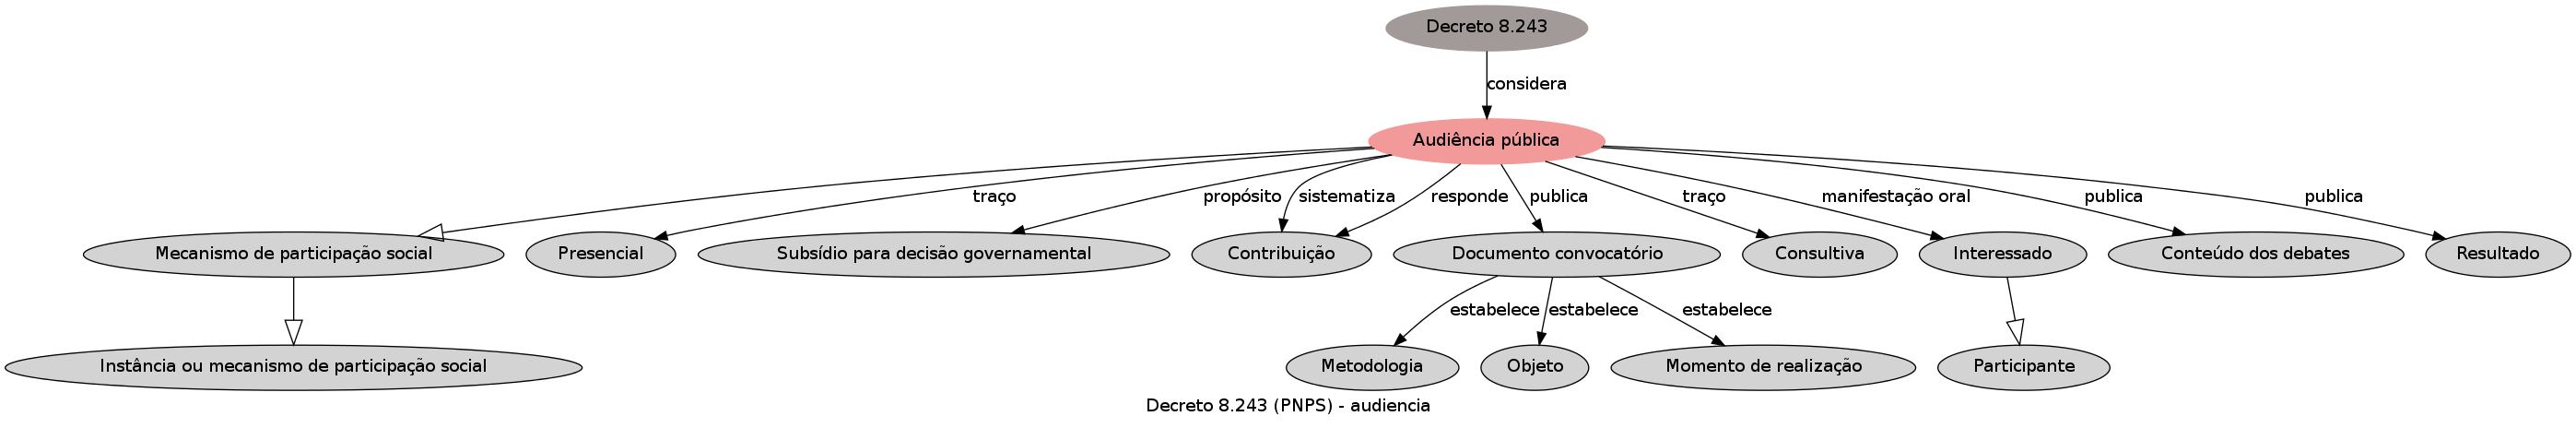 Decreto 8.243
considera
Audiência pública
traço
propósito
sistematiza
responde
publica
traço
manifestação oral
publica
publica
Mecanismo de participação social
Presencial
Subsídio para decisão governamental
Contribuição
Documento convocatório
Consultiva
Interessado
Conteúdo dos debates
Resultado
estabelece
estabelece
estabelece
Instância ou mecanismo de participação social
Metodologia
Objeto
Momento de realização
Participante
Decreto 8.243 (PNPS) - audiencia